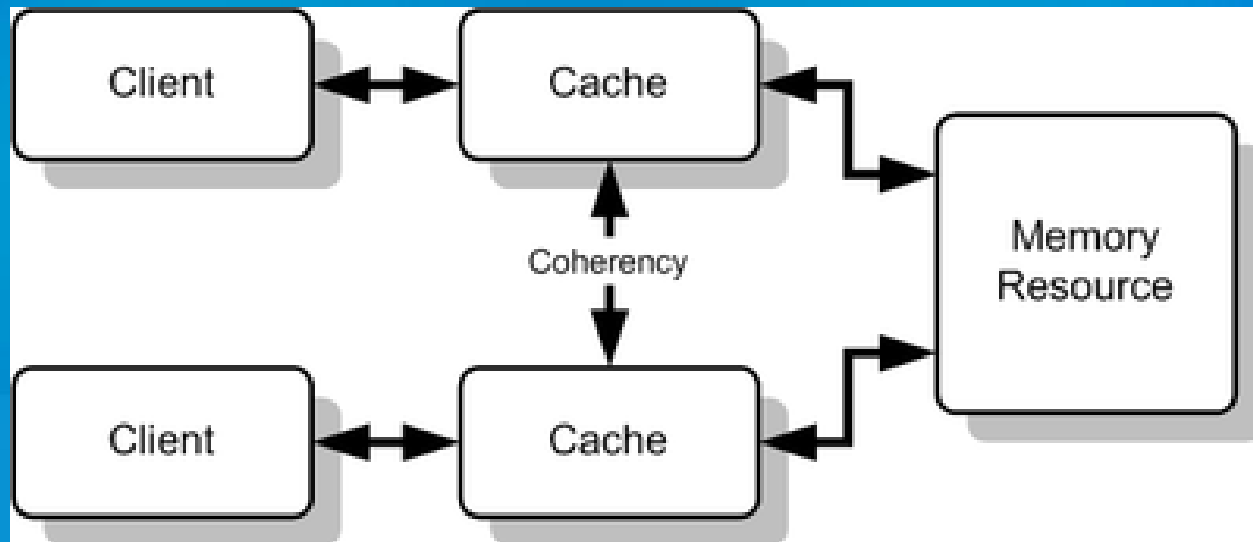 Client
Cache
Memory
Resource
Coherency
Client
Cache